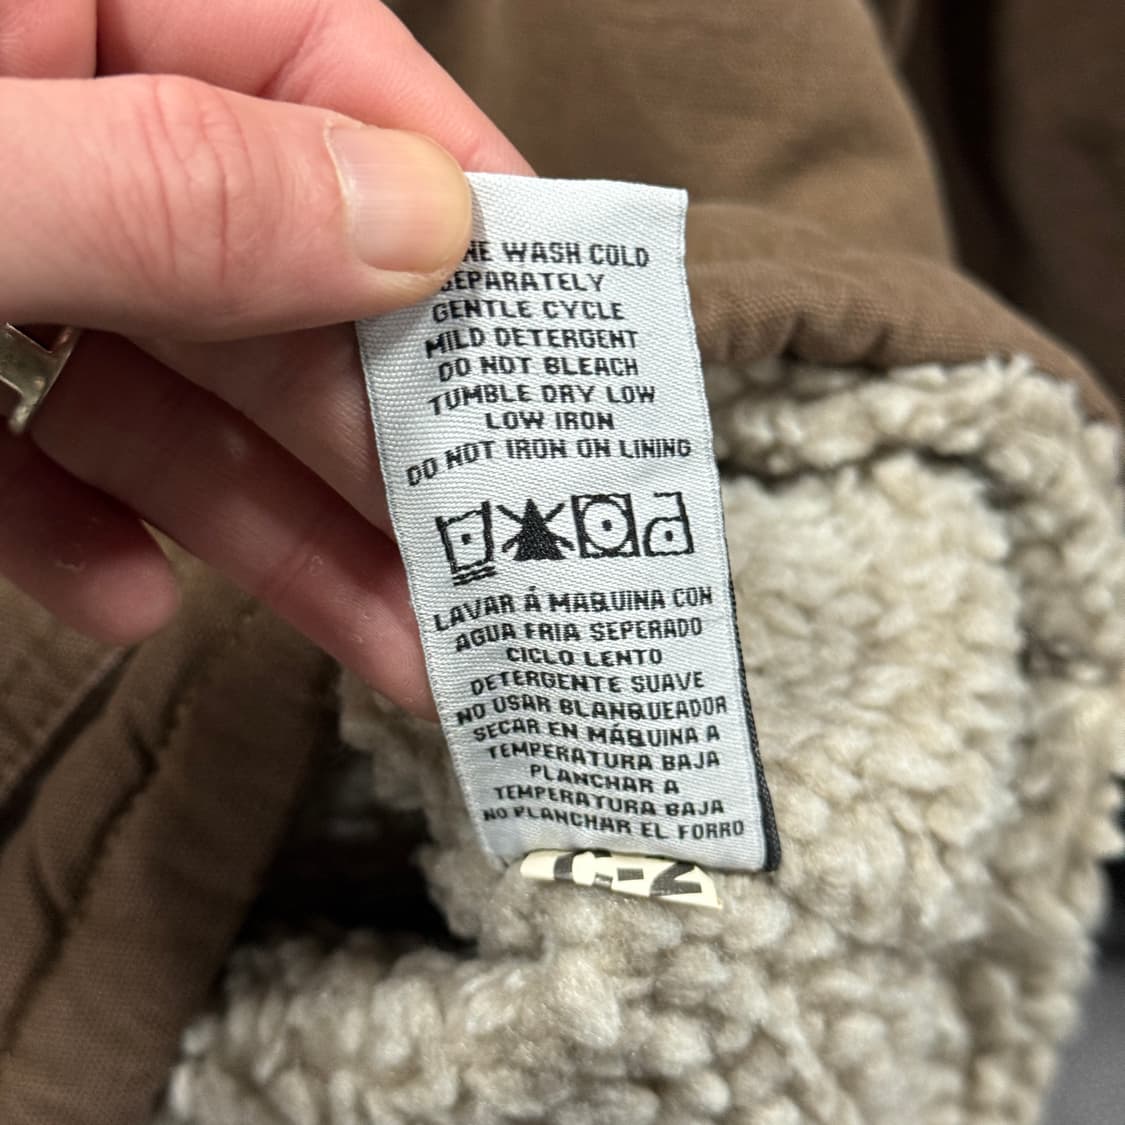 WASH COLD
SEPARATELY
GENTLE CYCLE
MILD DETERGENT
DO NOT BLEACH
TUMBLE DRY LOW
LOW IRON
DO NOT IRON ON LINING
LAVAR Á MAQUINA CON
AGUA FRIA SEPERADO
CICLO LENTO
DETERGENTE SUAVE
NO USAR BLANQUEADOR
SECAR EN MÁQUINA A
TEMPERATURA BAJA
PLANCHAR A
TEMPERATURA BAJA
NO PLANCHAR EL FORRO